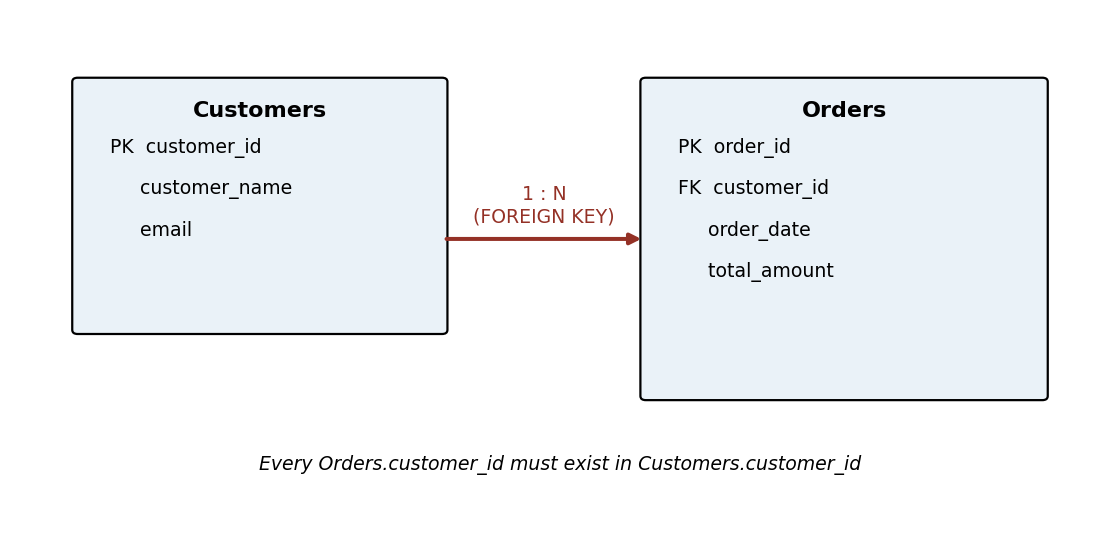 Customers
PK  customer_id
customer_name
email
1 : N
(FOREIGN KEY)
Orders
PK  order_id
FK  customer_id
order_date
total_amount
Every Orders.customer_id must exist in Customers.customer_id